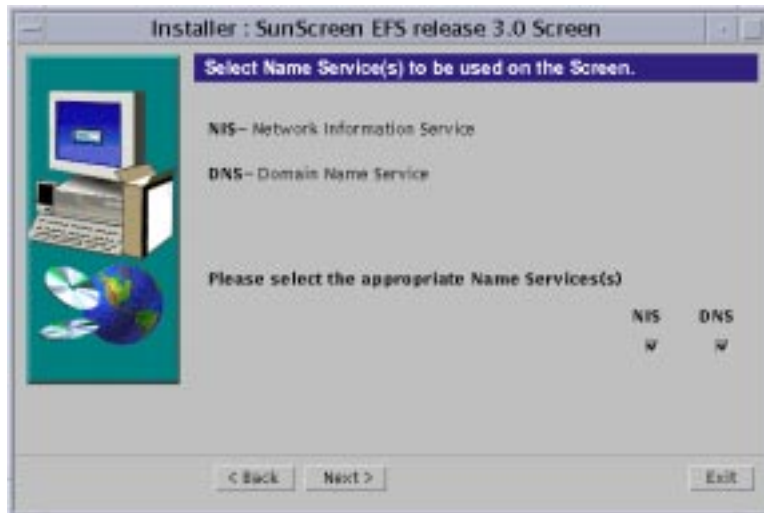 Installer : SunScreen EFS release 3.0 Screen
Select Name Service(s) to be used on the Screen.
NIS– Network Information Service
DNS– Domain Name Service
Please select the appropriate Name Services(s)
NIS DNS
< Back Next > Exit